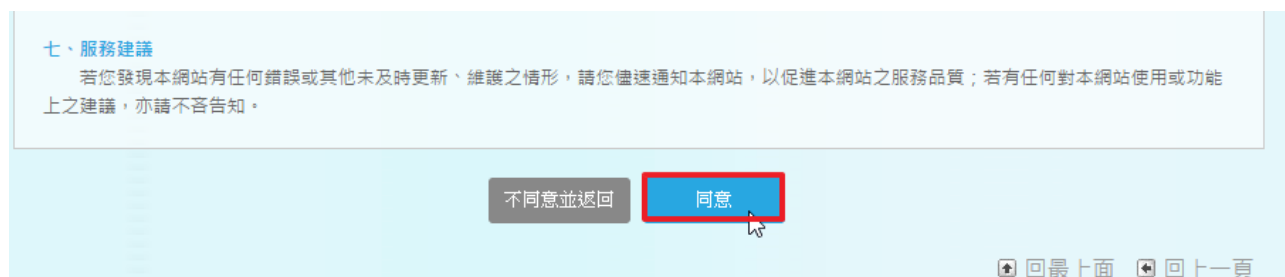 七、服務建議
若您發現本網站有任何錯誤或其他未及時更新、維護之情形,請您儘速通知本網站,以促進本網站之服務品質;若有任何對本網站使用或功能
上之建議,亦請不吝告知。
不同意並返回 同意
回最上面 回上一頁